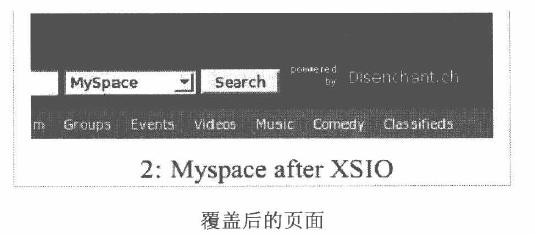 powered
MySpace Search by Disenchant.ch
m Groups Events Videos Music Comedy Classifieds
2: Myspace after XSIO
覆盖后的页面